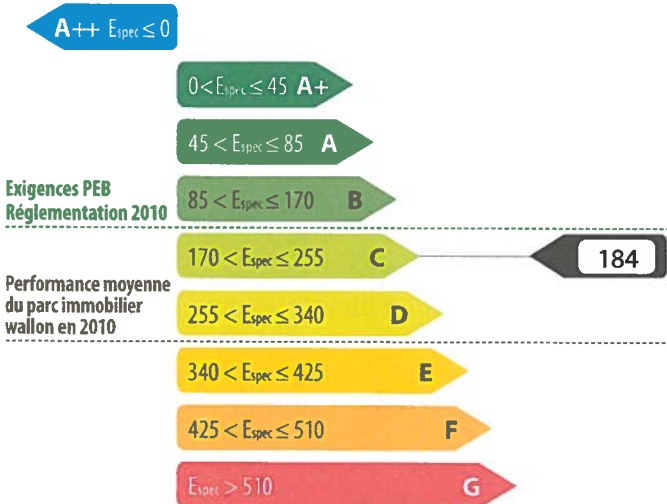 A++ Espec ≤ 0
0 < Espec ≤ 45 A+
45 < Espec ≤ 85 A
Exigences PEB
Réglementation 2010
85 < Espec ≤ 170 B
170 < Espec ≤ 255 C
184
Performance moyenne
du parc immobilier
wallon en 2010
255 < Espec ≤ 340 D
340 < Espec ≤ 425 E
425 < Espec ≤ 510 F
Espec > 510 G